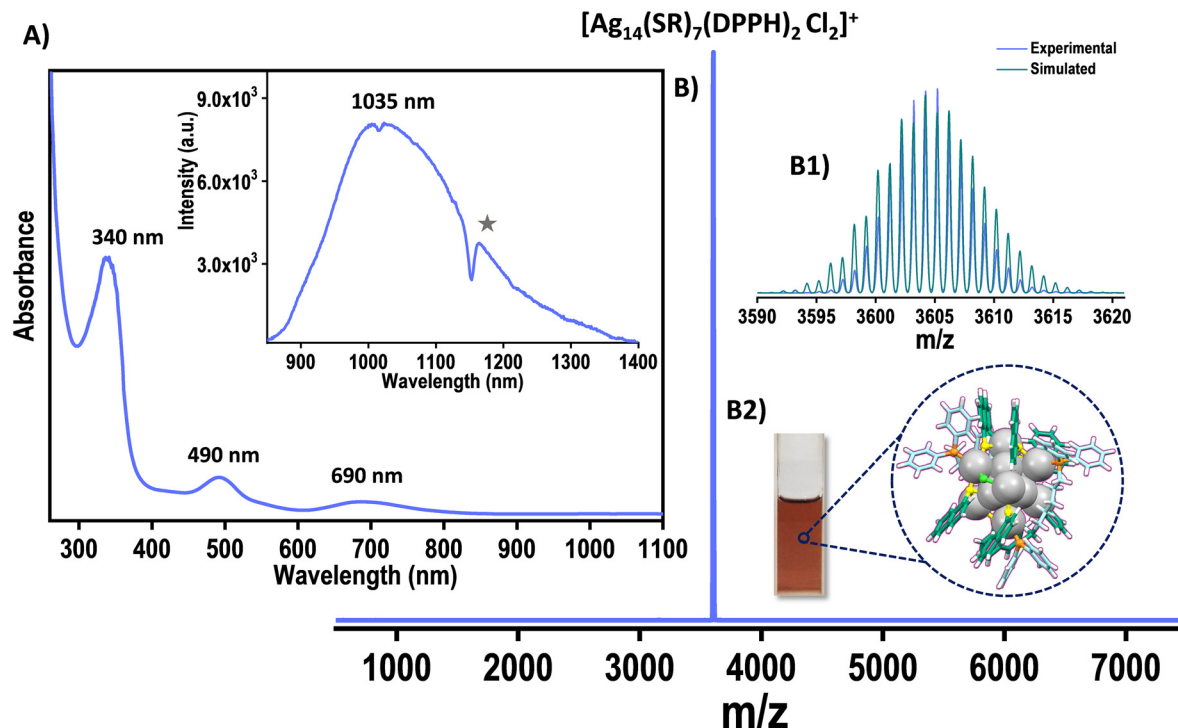 [Ag₁₄(SR)₇(DPPH)₂ Cl₂]⁺
A)
Absorbance
340 nm
490 nm
690 nm
300 400 500 600 700 800 900 1000 1100
Wavelength (nm)
Intensity (a.u.)
9.0x10³
6.0x10³
3.0x10³
1035 nm
★
900 1000 1100 1200 1300 1400
Wavelength (nm)
B)
Experimental
Simulated
B1)
3590 3595 3600 3605 3610 3615 3620
m/z
B2)
1000 2000 3000 4000 5000 6000 7000
m/z